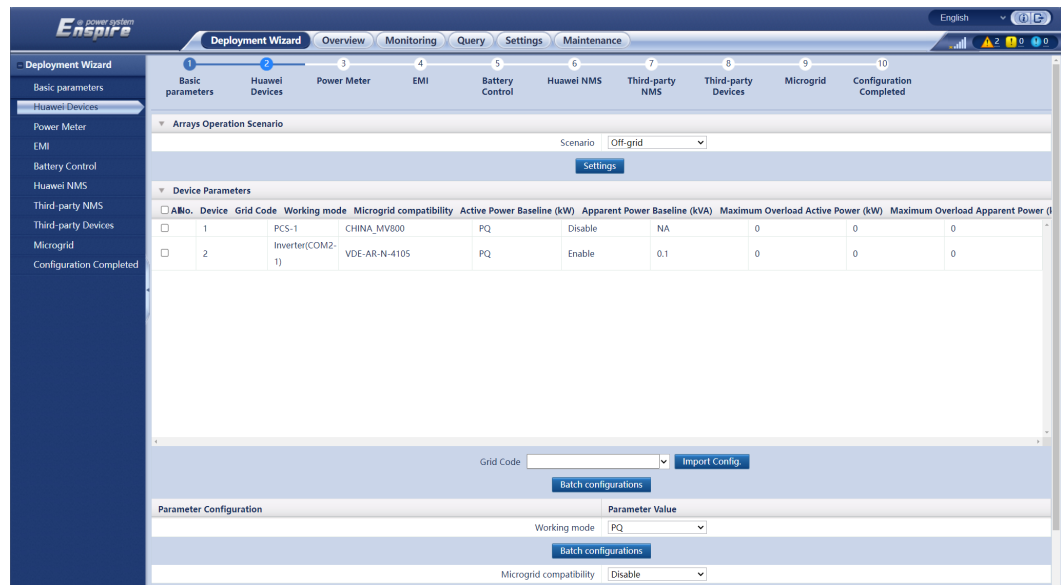 English
Enspire e power system
Deployment Wizard Overview Monitoring Query Settings Maintenance
2 0 0
Deployment Wizard
Basic parameters
Huawei Devices
Power Meter
EMI
Battery Control
Huawei NMS
Third-party NMS
Third-party Devices
Microgrid
Configuration Completed
1 2 3 4 5 6 7 8 9 10
Basic parameters
Huawei Devices
Power Meter
EMI
Battery Control
Huawei NMS
Third-party NMS
Third-party Devices
Microgrid
Configuration Completed
Arrays Operation Scenario
Scenario Off-grid
Settings
Device Parameters
No. Device Grid Code Working mode Microgrid compatibility Active Power Baseline (kW) Apparent Power Baseline (kVA) Maximum Overload Active Power (kW) Maximum Overload Apparent Power
1 PCS-1 CHINA_MV800 PQ Disable NA 0 0 0
2 Inverter(COM2-1) VDE-AR-N-4105 PQ Enable 0.1 0 0 0
Grid Code Import Config.
Batch configurations
Parameter Configuration Parameter Value
Working mode PQ
Batch configurations
Microgrid compatibility Disable